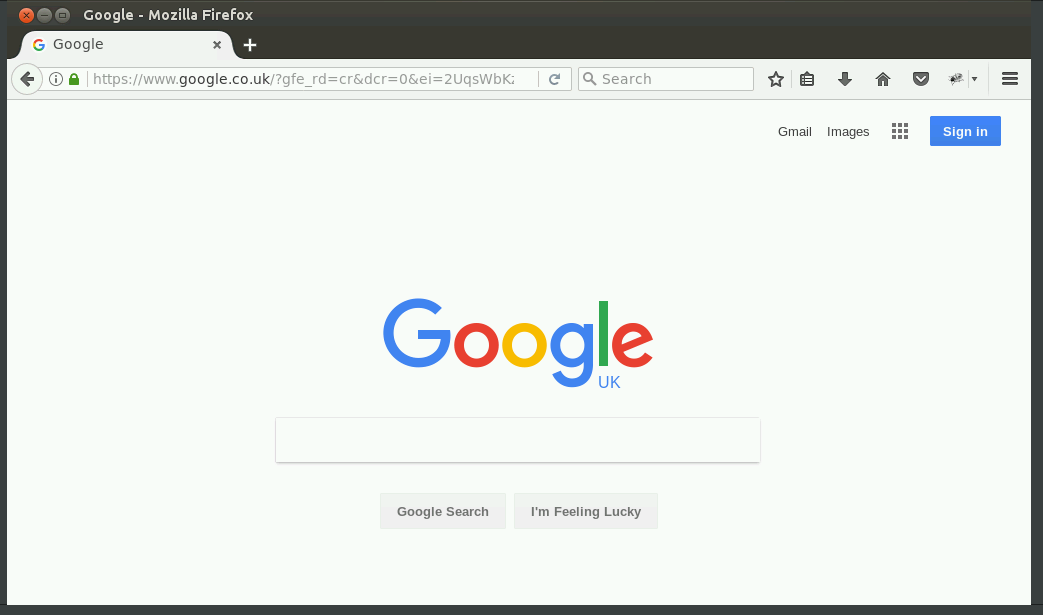 Google - Mozilla Firefox
Google
https://www.google.co.uk/?gfe_rd=cr&dcr=0&ei=2UqsWbK
Search
Gmail Images Sign in
Google
UK
Google Search I'm Feeling Lucky